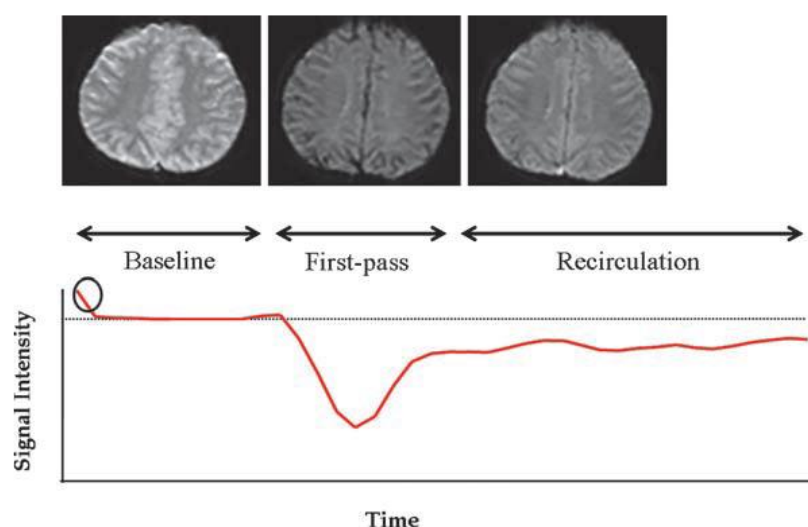 Baseline
First-pass
Recirculation
Signal Intensity
Time